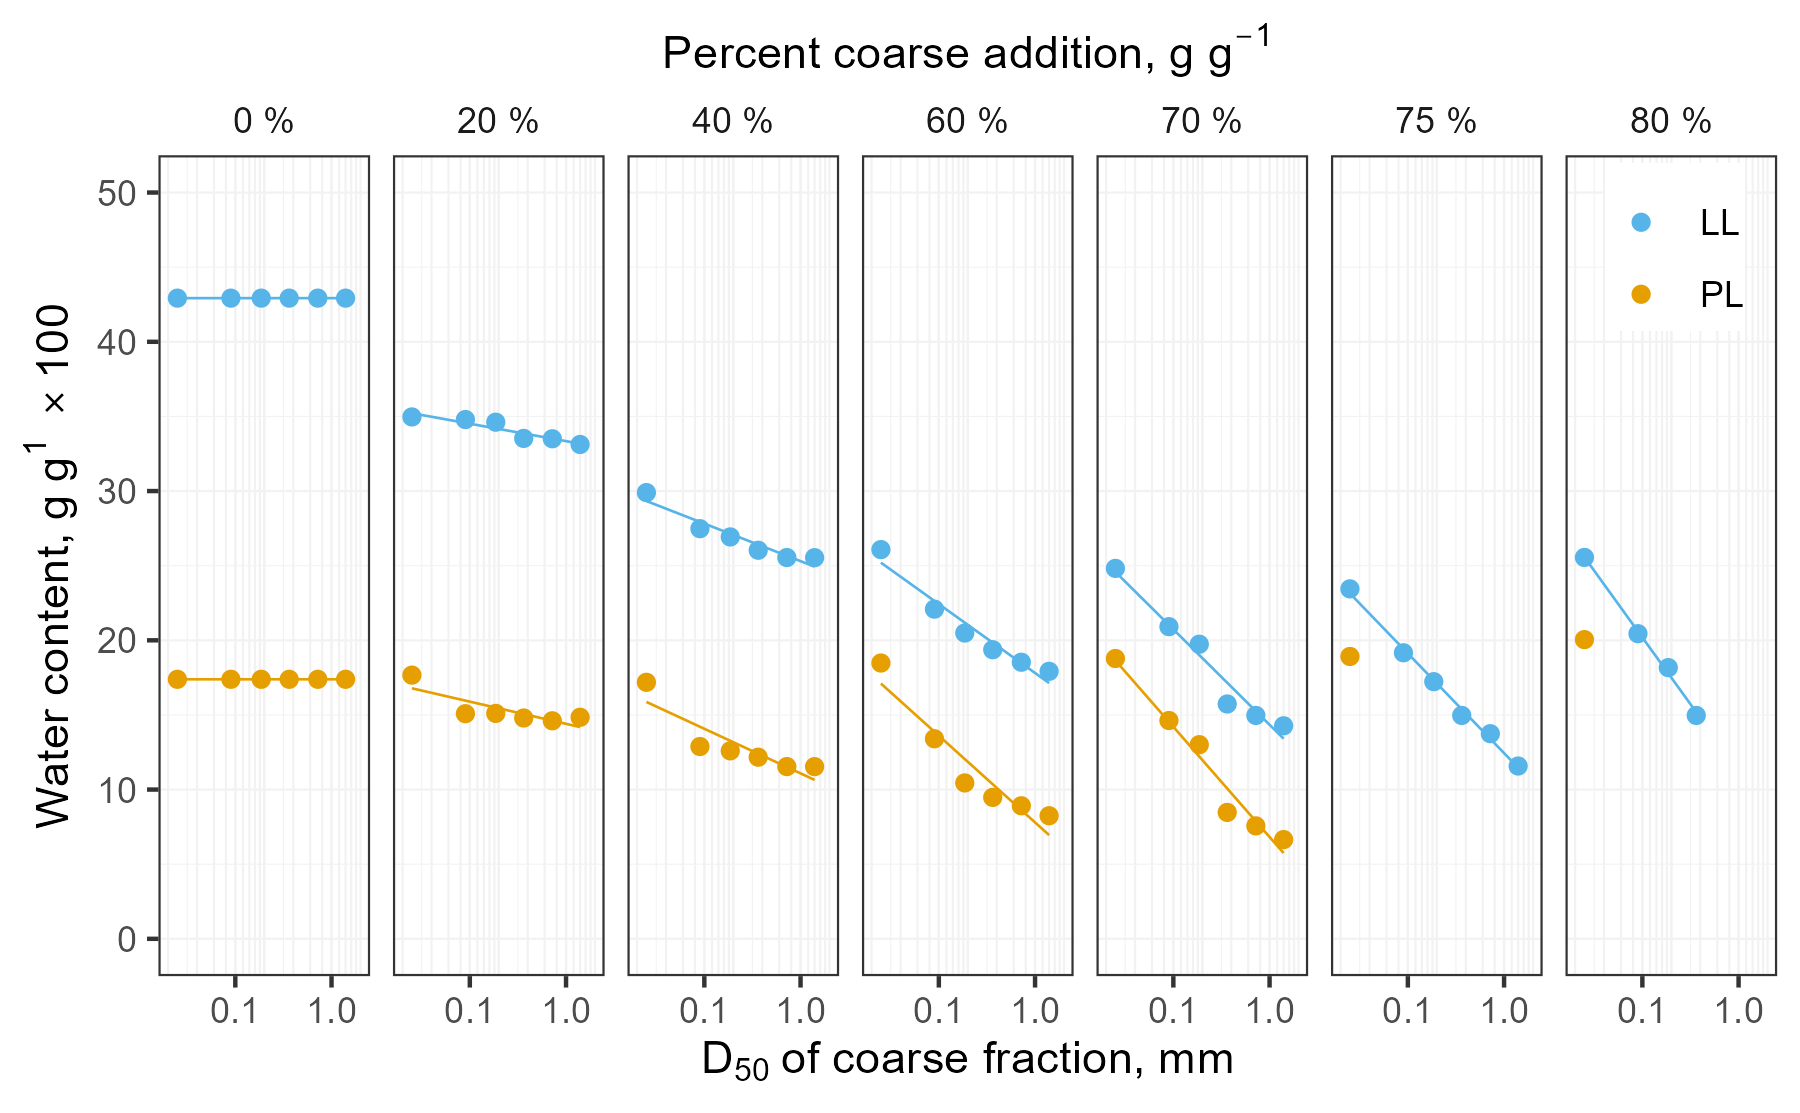 Percent coarse addition, g g⁻¹
0 % 20 % 40 % 60 % 70 % 75 % 80 %
LL
PL
50
40
30
20
10
0
Water content, g g¹ × 100
0.1 1.0 0.1 1.0 0.1 1.0 0.1 1.0 0.1 1.0 0.1 1.0 0.1 1.0
D₅₀ of coarse fraction, mm